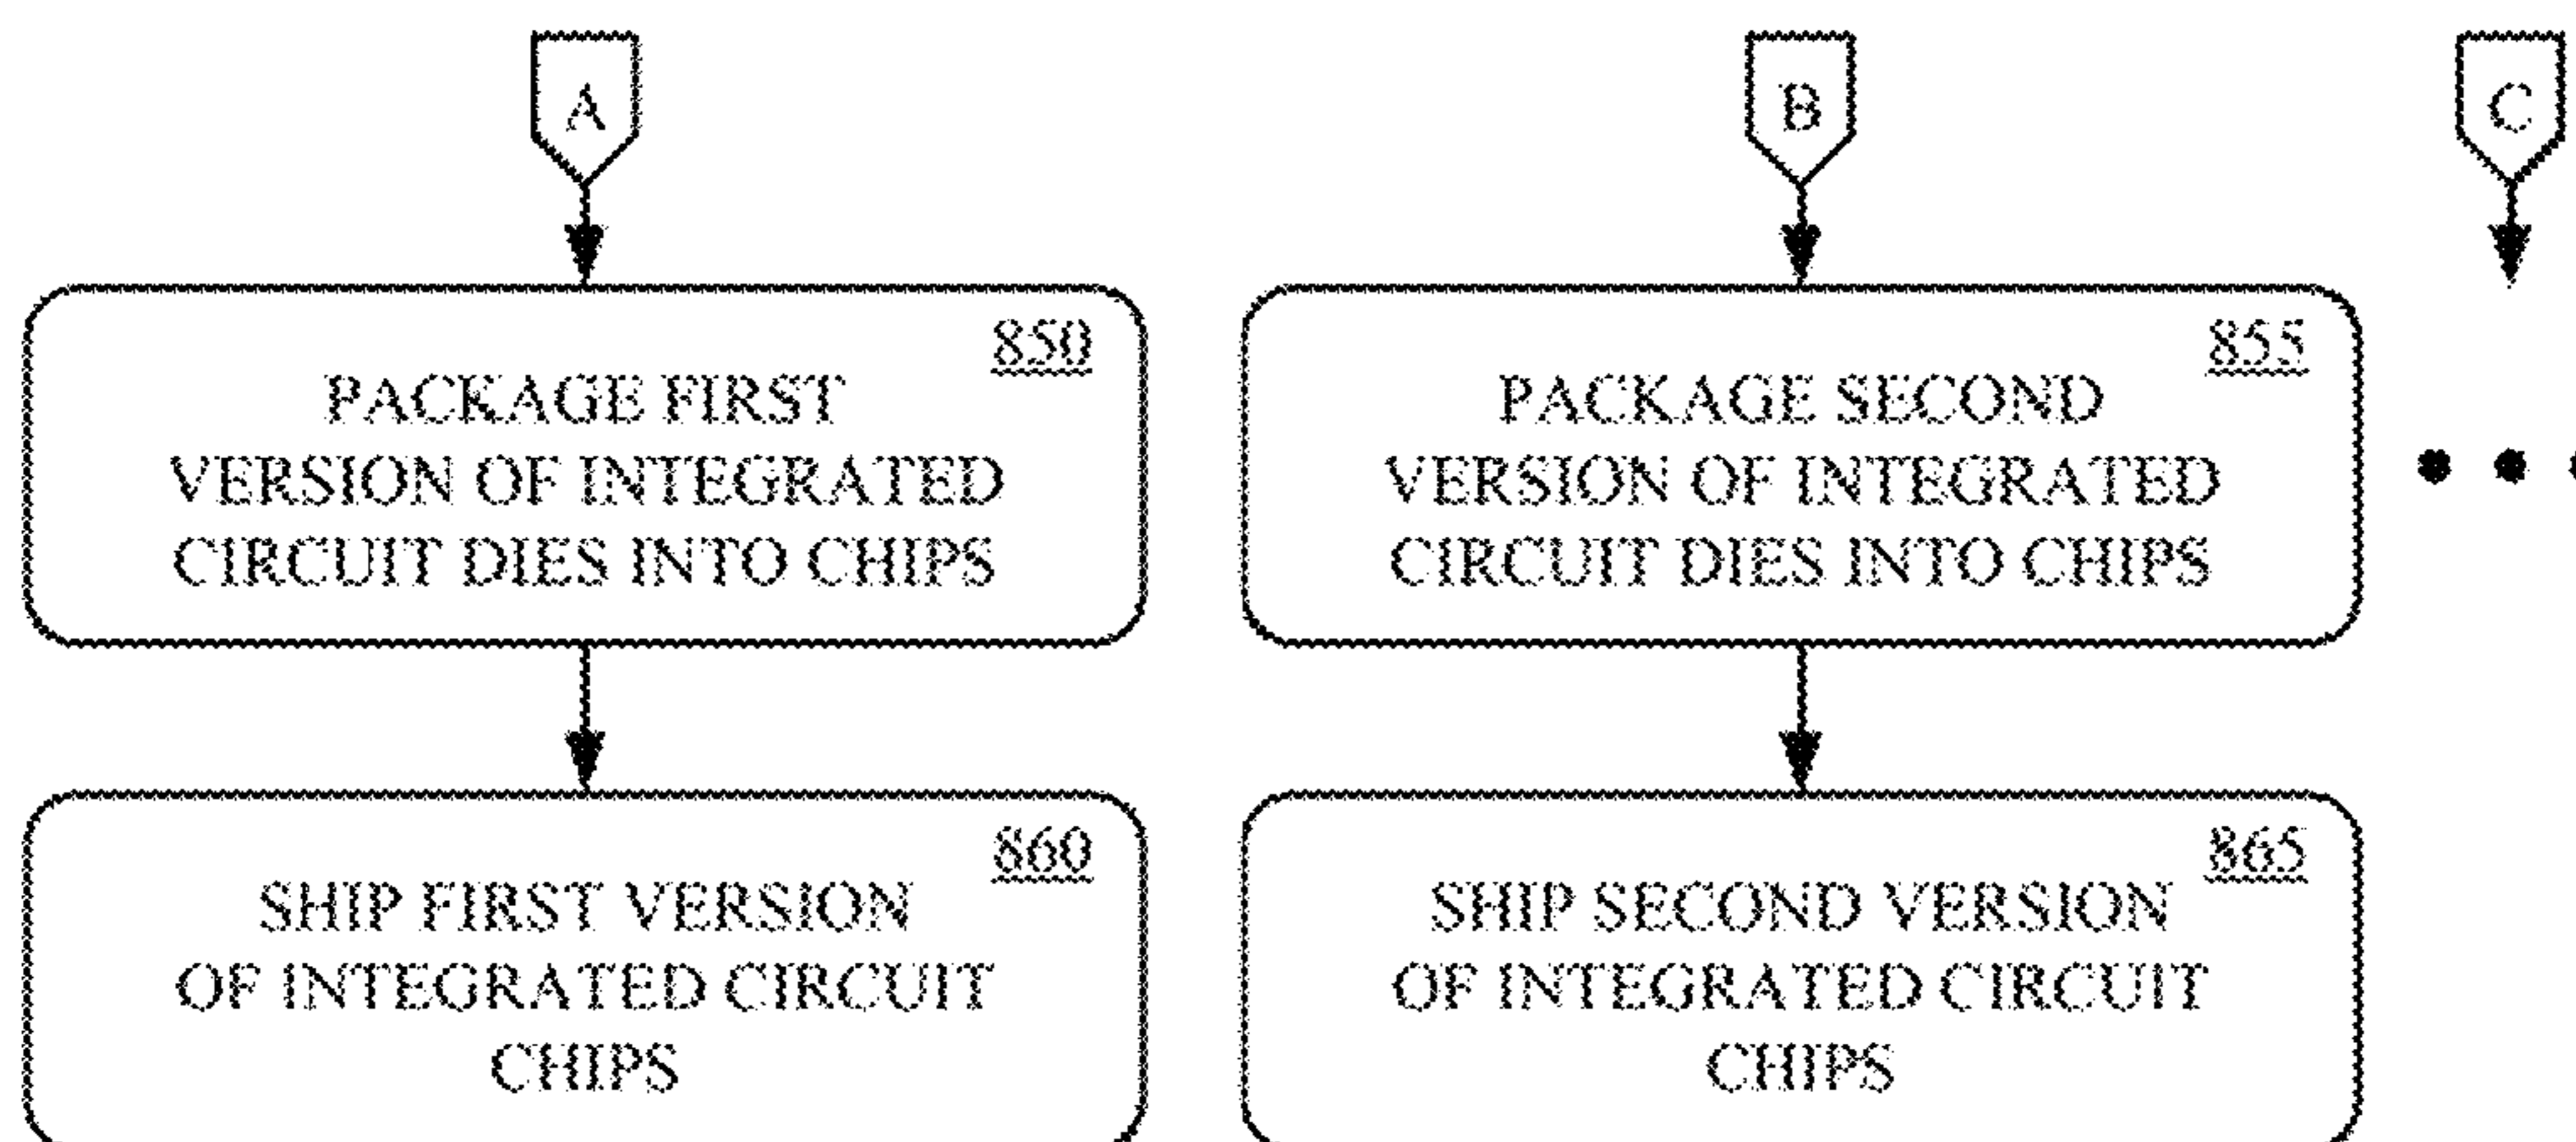 A
B
C
850
PACKAGE FIRST
VERSION OF INTEGRATED
CIRCUIT DIES INTO CHIPS
855
PACKAGE SECOND
VERSION OF INTEGRATED
CIRCUIT DIES INTO CHIPS
860
SHIP FIRST VERSION
OF INTEGRATED CIRCUIT
CHIPS
865
SHIP SECOND VERSION
OF INTEGRATED CIRCUIT
CHIPS